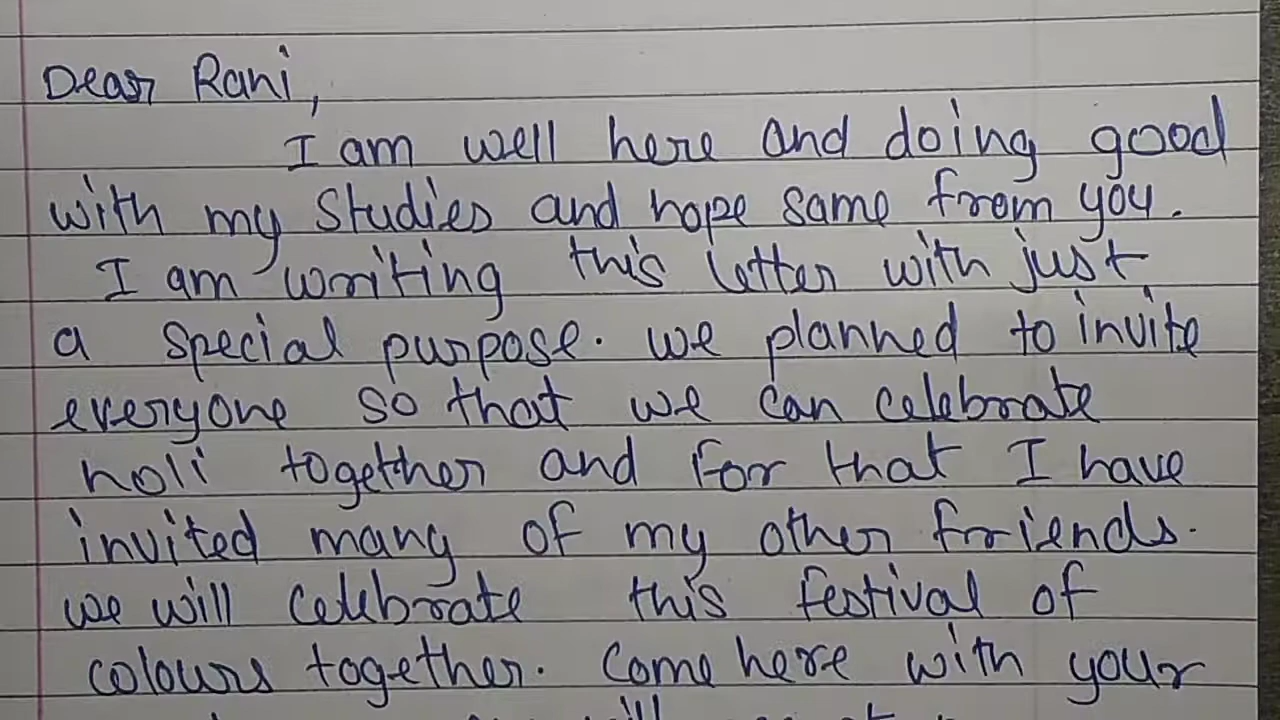 Dear Rani,
I am well here and doing good
with my studies and hope same from you.
I am writing this letter with just
a special purpose. we planned to invite
everyone so that we can celebrate
holi together and for that I have
invited many of my other friends.
we will celebrate this festival of
colours together. Come here with your